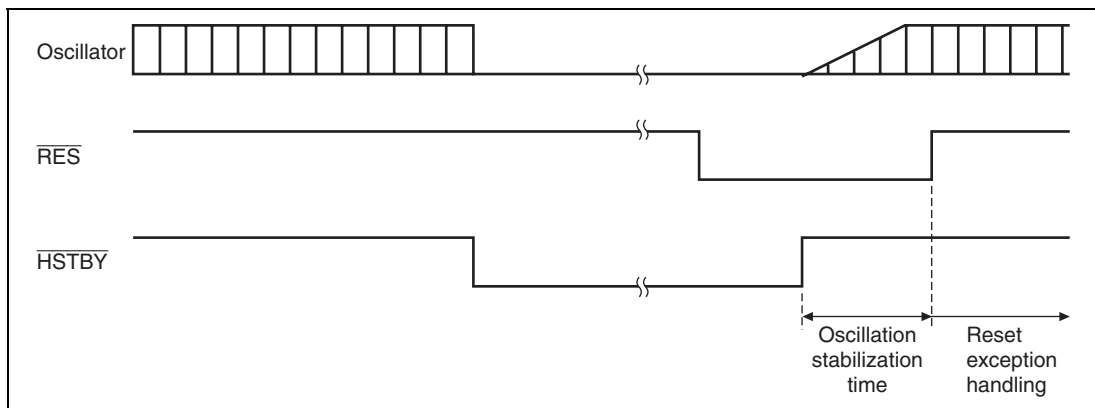 Oscillator
RES
HSTBY
Oscillation
stabilization
time
Reset
exception
handling